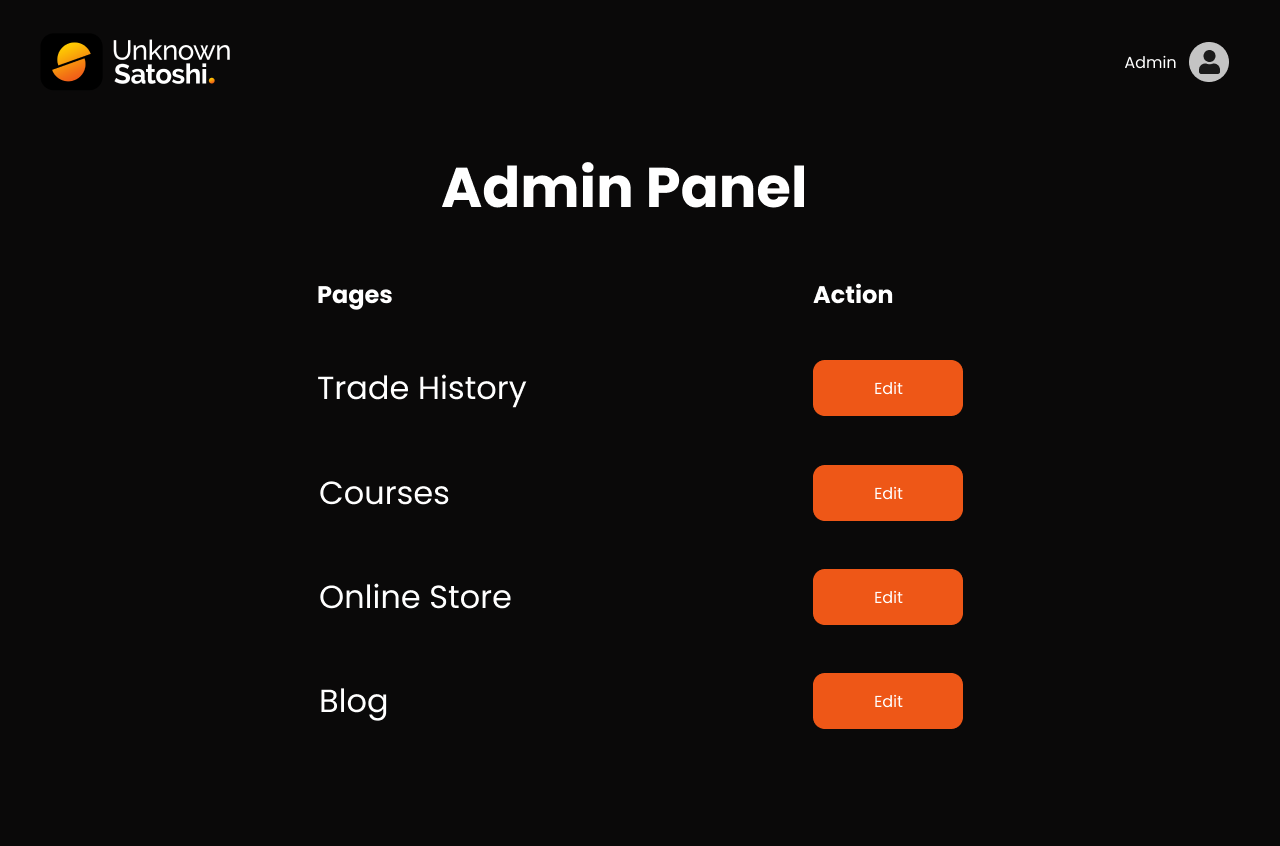 Unknown
Satoshi.
Admin
Admin Panel
Pages
Action
Trade History
Edit
Courses
Edit
Online Store
Edit
Blog
Edit